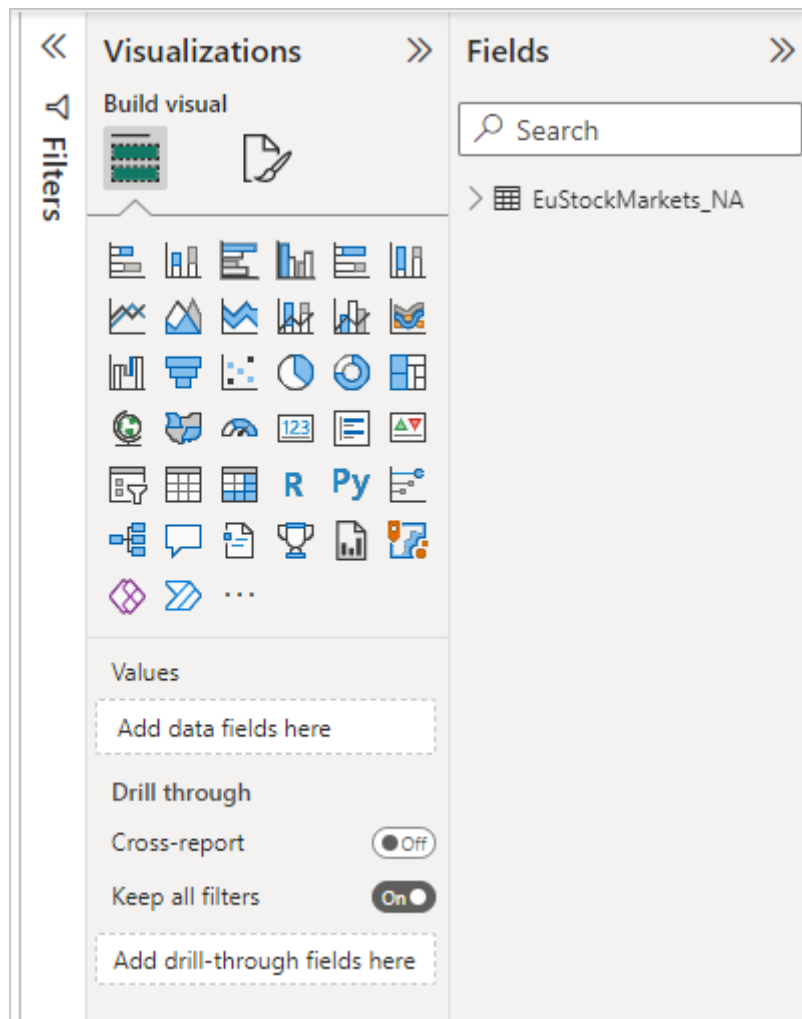 Visualizations
Fields
Build visual
Search
Filters
EuStockMarkets_NA
123
R
Py
Values
Add data fields here
Drill through
Cross-report
Off
Keep all filters
On
Add drill-through fields here